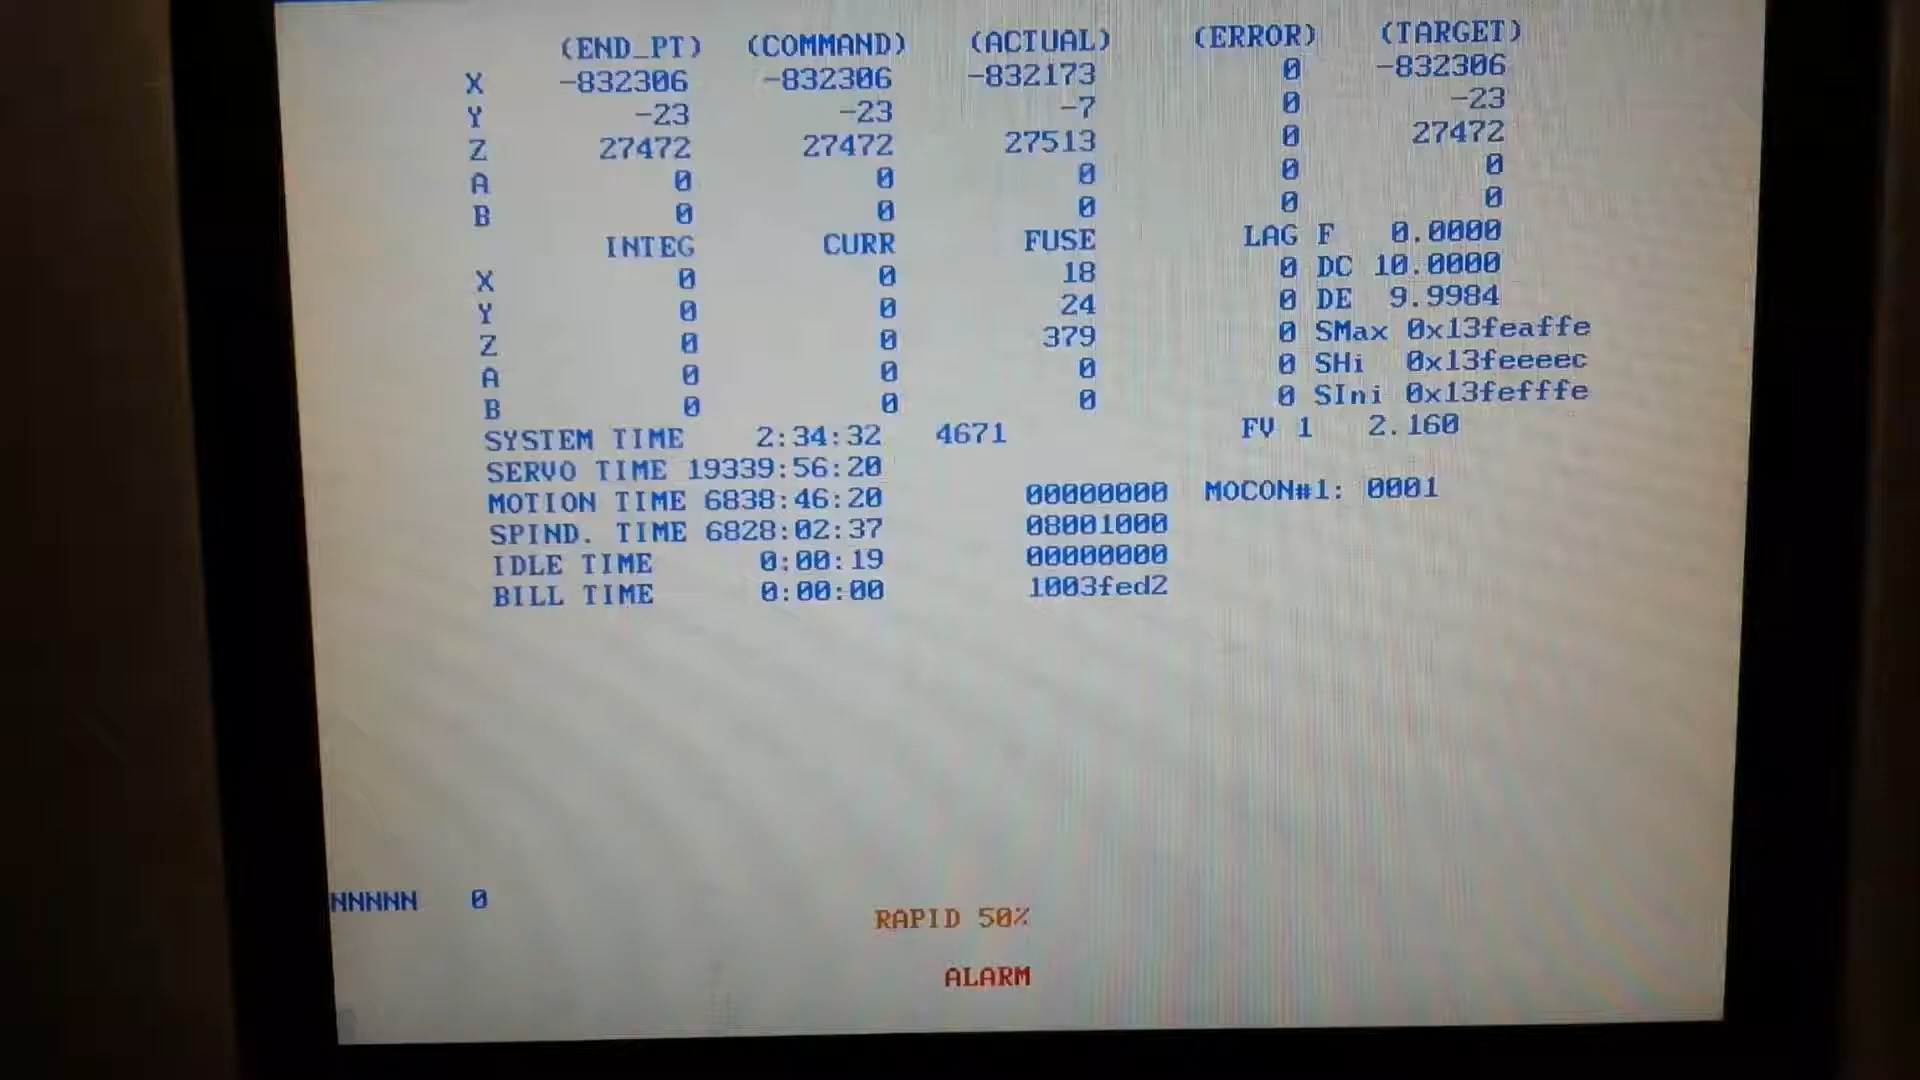 (END_PT) (COMMAND) (ACTUAL) (ERROR) (TARGET)
X -832306 -832306 -832173 0 -832306
Y -23 -23 -7 0 -23
Z 27472 27472 27513 0 27472
A 0 0 0 0 0
B 0 0 0 0 0
INTEG CURR FUSE LAG F 0.0000
X 0 0 18 0 DC 10.0000
Y 0 0 24 0 DE 9.9984
Z 0 0 379 0 SMax 0x13feaffe
A 0 0 0 0 SHi 0x13feeeec
B 0 0 0 0 SIni 0x13fefffe
SYSTEM TIME 2:34:32 4671 FV 1 2.160
SERVO TIME 19339:56:20
MOTION TIME 6838:46:20 00000000 MOCON#1: 0001
SPIND. TIME 6828:02:37 08001000
IDLE TIME 0:00:19 00000000
BILL TIME 0:00:00 1003fed2
NNNNN 0
RAPID 50%
ALARM